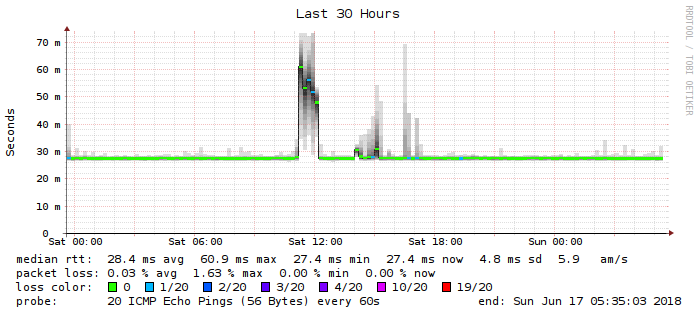 Last 30 Hours
RRDTOOL / TOBI OETIKER
Seconds
70 m
60 m
50 m
40 m
30 m
20 m
10 m
0
Sat 00:00 Sat 06:00 Sat 12:00 Sat 18:00 Sun 00:00
median rtt: 28.4 ms avg 60.9 ms max 27.4 ms min 27.4 ms now 4.8 ms sd 5.9 am/s
packet loss: 0.03 % avg 1.63 % max 0.00 % min 0.00 % now
loss color: 0 1/20 2/20 3/20 4/20 10/20 19/20
probe: 20 ICMP Echo Pings (56 Bytes) every 60s end: Sun Jun 17 05:35:03 2018